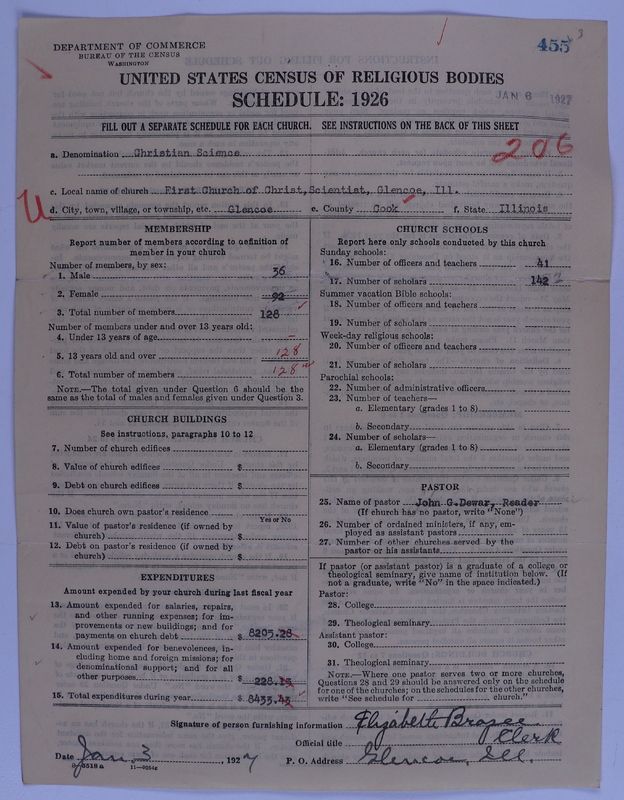 DEPARTMENT OF COMMERCE
BUREAU OF THE CENSUS
WASHINGTON
455
3
UNITED STATES CENSUS OF RELIGIOUS BODIES
SCHEDULE: 1926
JAN 6 1927
FILL OUT A SEPARATE SCHEDULE FOR EACH CHURCH. SEE INSTRUCTIONS ON THE BACK OF THIS SHEET
206
a. Denomination Christian Science
c. Local name of church First Church of Christ,Scientist, Glencoe, Ill.
d. City, town, village, or township, etc. Glencoe e. County Cook f. State Illinois
MEMBERSHIP
Report number of members according to definition of
member in your church
Number of members, by sex:
1. Male 36
2. Female 92
3. Total number of members 128
Number of members under and over 13 years old:
4. Under 13 years of age –
5. 13 years old and over 128
6. Total number of members 128
NOTE.—The total given under Question 6 should be the
same as the total of males and females given under Question 3.
CHURCH BUILDINGS
See instructions, paragraphs 10 to 12
7. Number of church edifices
8. Value of church edifices $
9. Debt on church edifices $
10. Does church own pastor's residence
Yes or No
11. Value of pastor's residence (if owned by
church) $
12. Debt on pastor's residence (if owned by
church) $
EXPENDITURES
Amount expended by your church during last fiscal year
13. Amount expended for salaries, repairs,
and other running expenses; for im-
provements or new buildings; and for
payments on church debt $ 8205.28
14. Amount expended for benevolences, in-
cluding home and foreign missions; for
denominational support; and for all
other purposes $ 228.15
15. Total expenditures during year $ 8433.43
CHURCH SCHOOLS
Report here only schools conducted by this church
Sunday schools:
16. Number of officers and teachers 41
17. Number of scholars 142
Summer vacation Bible schools:
18. Number of officers and teachers
19. Number of scholars
Week-day religious schools:
20. Number of officers and teachers
21. Number of scholars
Parochial schools:
22. Number of administrative officers
23. Number of teachers—
a. Elementary (grades 1 to 8)
b. Secondary
24. Number of scholars—
a. Elementary (grades 1 to 8)
b. Secondary
PASTOR
25. Name of pastor John G.Dewar, Reader
(If church has no pastor, write "None")
26. Number of ordained ministers, if any, em-
ployed as assistant pastors
27. Number of other churches served by the
pastor or his assistants
If pastor (or assistant pastor) is a graduate of a college or
theological seminary, give name of institution below. (If
not a graduate, write "No" in the space indicated.)
Pastor:
28. College
29. Theological seminary
Assistant pastor:
30. College
31. Theological seminary
NOTE.—Where one pastor serves two or more churches,
Questions 28 and 29 should be answered only on the schedule
for one of the churches; on the schedules for the other churches,
write "See schedule for church."
Signature of person furnishing information Elizabeth Brazee
Official title Clerk
Date Jan. 3, 1927 P. O. Address Glencoe, Ill.
8-8518a 11-9204